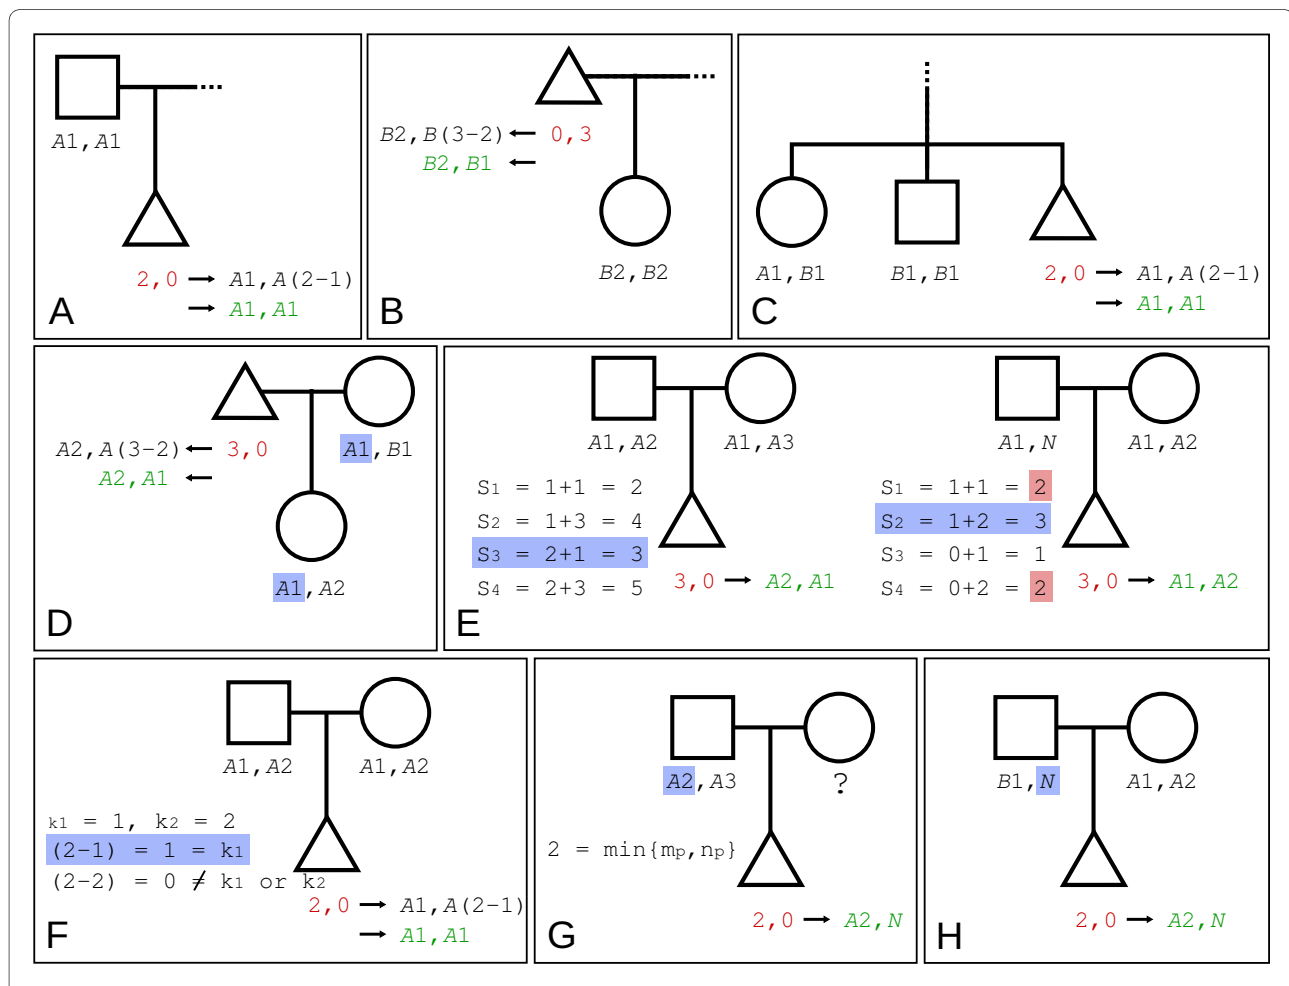 A1,A1
2,0 → A1,A(2−1)
→ A1,A1
A
B2,B(3−2) ← 0,3
B2,B1 ←
B2,B2
B
A1,B1
B1,B1
2,0 → A1,A(2−1)
→ A1,A1
C
A1,B1
A2,A(3−2) ← 3,0
A2,A1 ←
A1,A2
D
A1,A2
A1,A3
S1 = 1+1 = 2
S2 = 1+3 = 4
S3 = 2+1 = 3
S4 = 2+3 = 5
3,0 → A2,A1
A1,N
A1,A2
S1 = 1+1 = 2
S2 = 1+2 = 3
S3 = 0+1 = 1
S4 = 0+2 = 2
3,0 → A1,A2
E
A1,A2
A1,A2
k1 = 1, k2 = 2
(2−1) = 1 = k1
(2−2) = 0 ≠ k1 or k2
2,0 → A1,A(2−1)
→ A1,A1
F
A2,A3
?
2 = min{mp,np}
2,0 → A2,N
G
B1,N
A1,A2
2,0 → A2,N
H